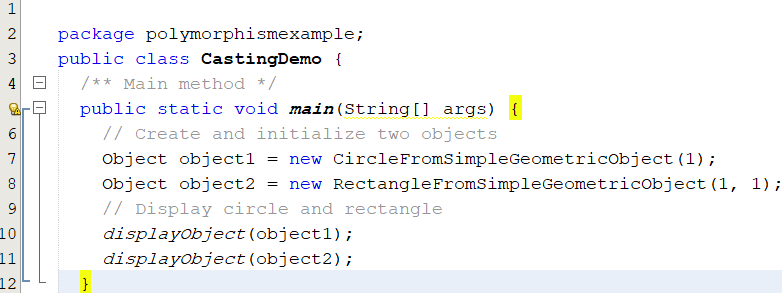 1
2 package polymorphismexample;
3 public class CastingDemo {
4 /** Main method */
public static void main(String[] args) {
6 // Create and initialize two objects
7 Object object1 = new CircleFromSimpleGeometricObject(1);
8 Object object2 = new RectangleFromSimpleGeometricObject(1, 1);
9 // Display circle and rectangle
10 displayObject(object1);
11 displayObject(object2);
12 }